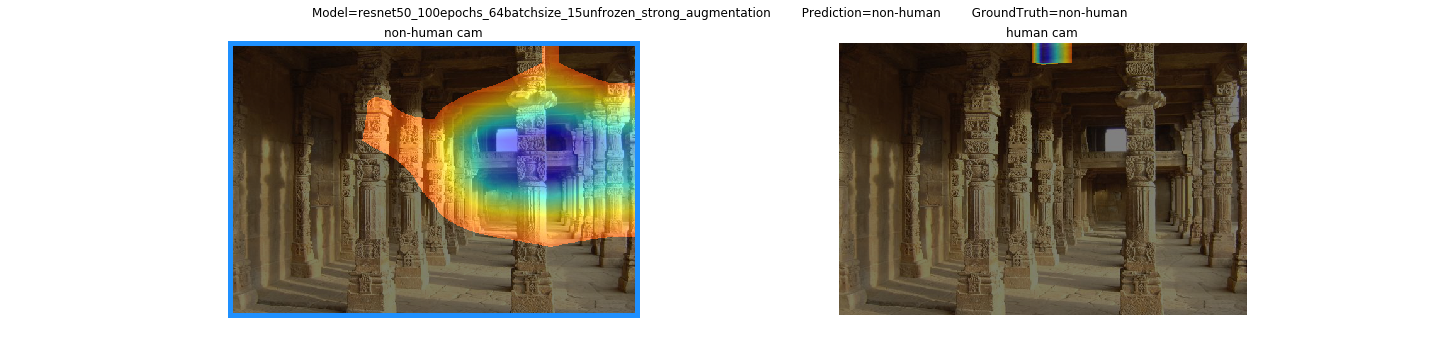 Model=resnet50_100epochs_64batchsize_15unfrozen_strong_augmentation Prediction=non-human GroundTruth=non-human
non-human cam human cam